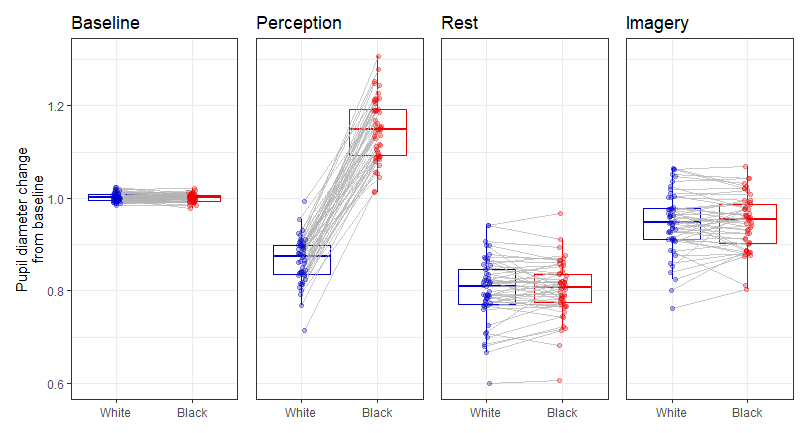 Baseline
Perception
Rest
Imagery
Pupil diameter change
from baseline
1.2
1.0
0.8
0.6
White
Black
White
Black
White
Black
White
Black